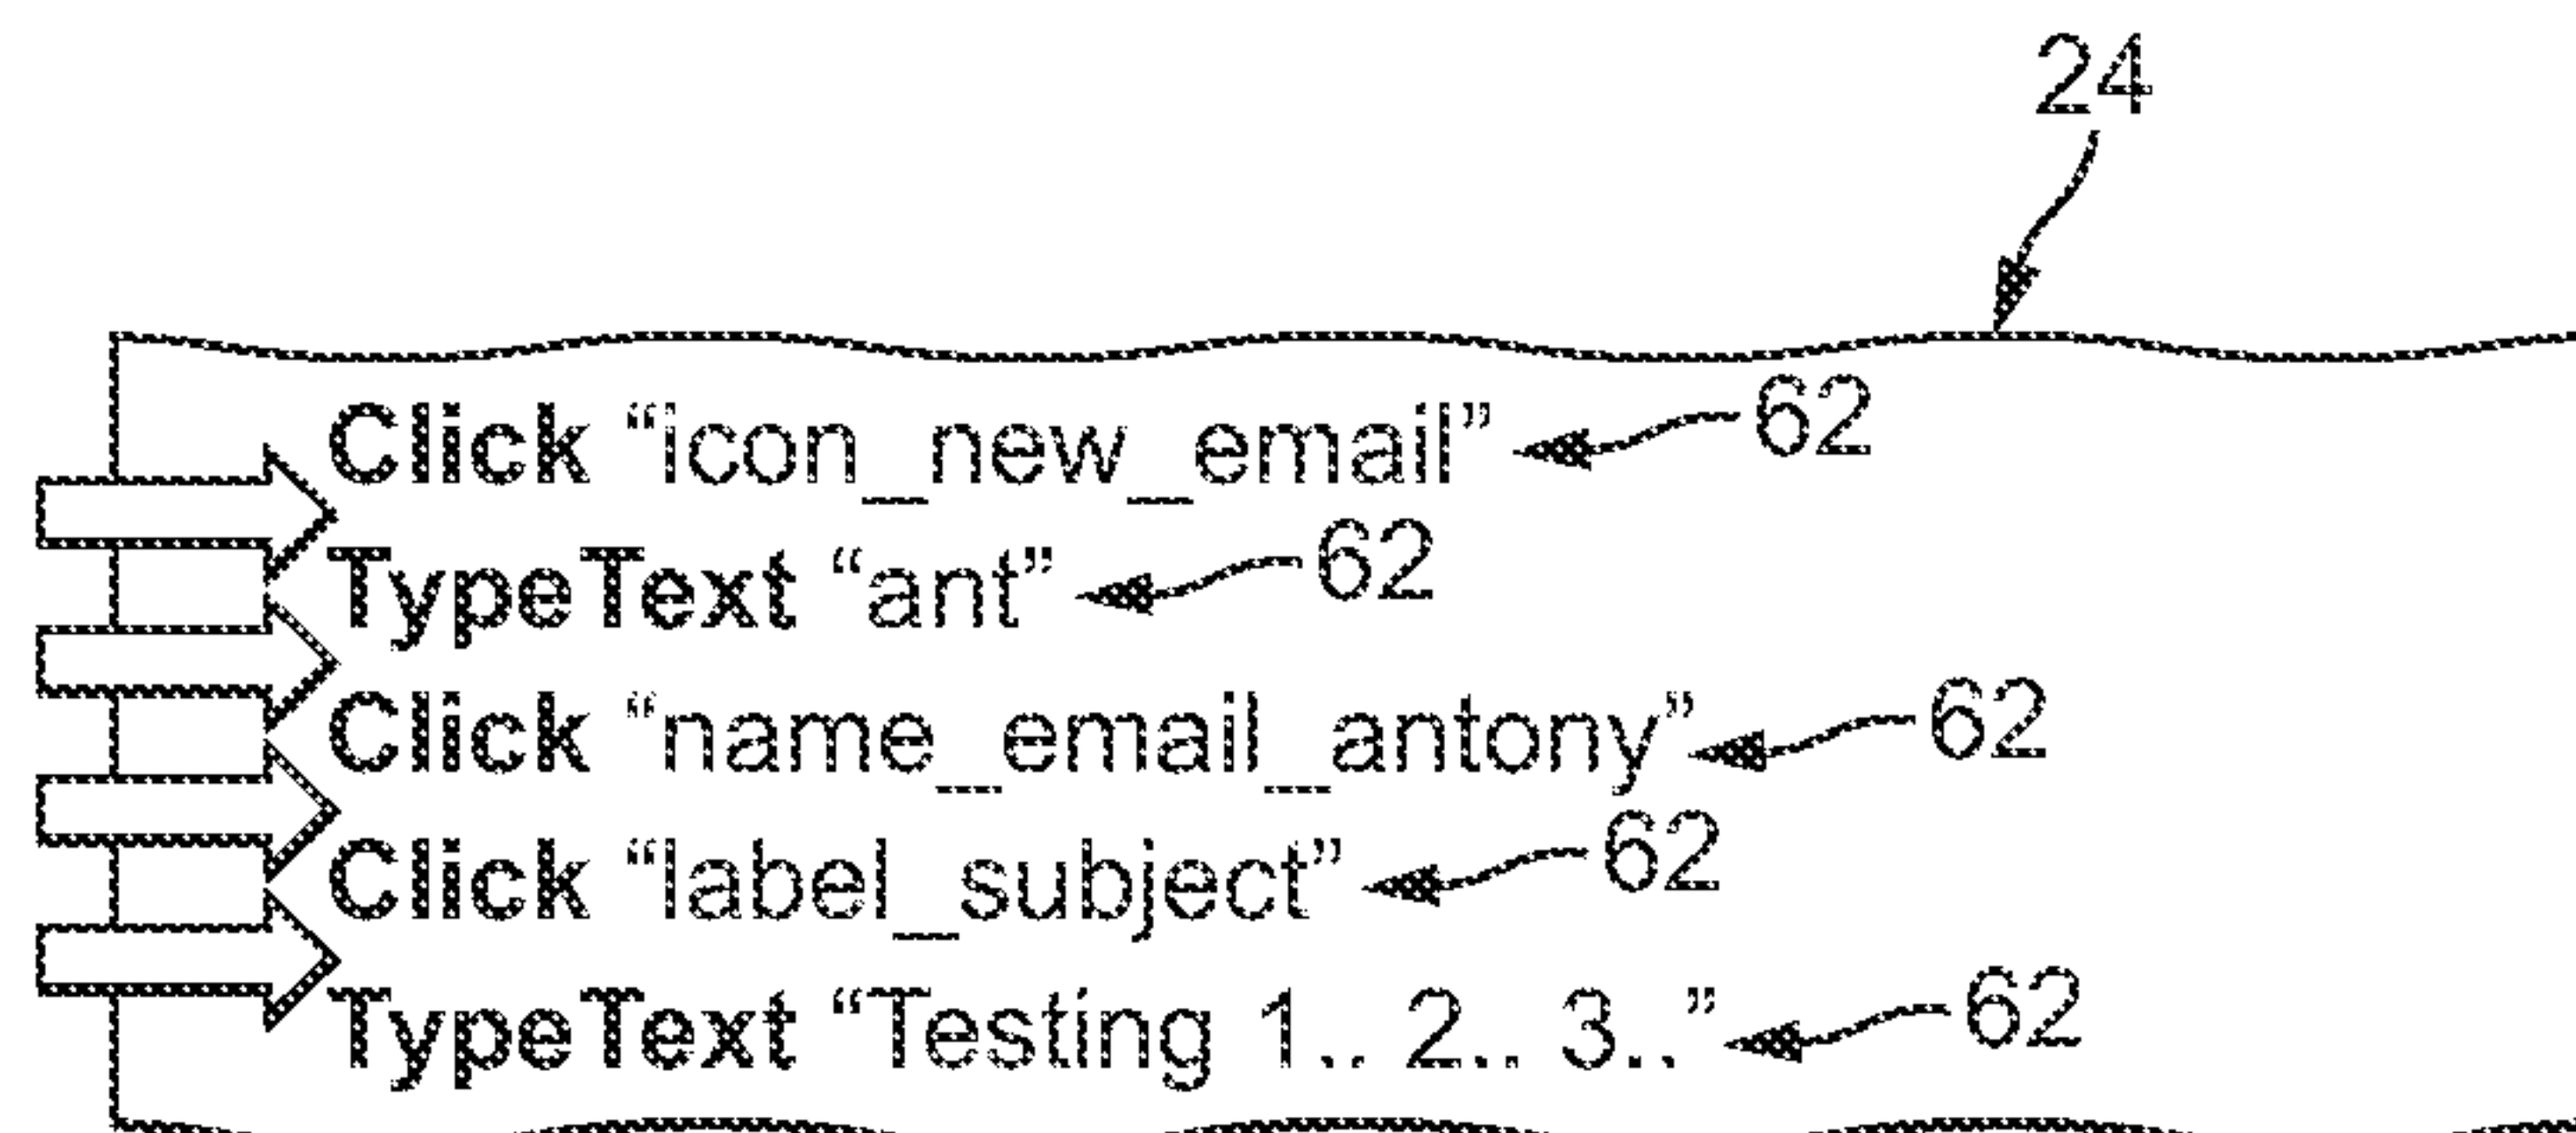 24
Click “icon_new_email” 62
TypeText “ant” 62
Click “name_email_antony” 62
Click “label_subject” 62
TypeText “Testing 1.. 2.. 3..” 62